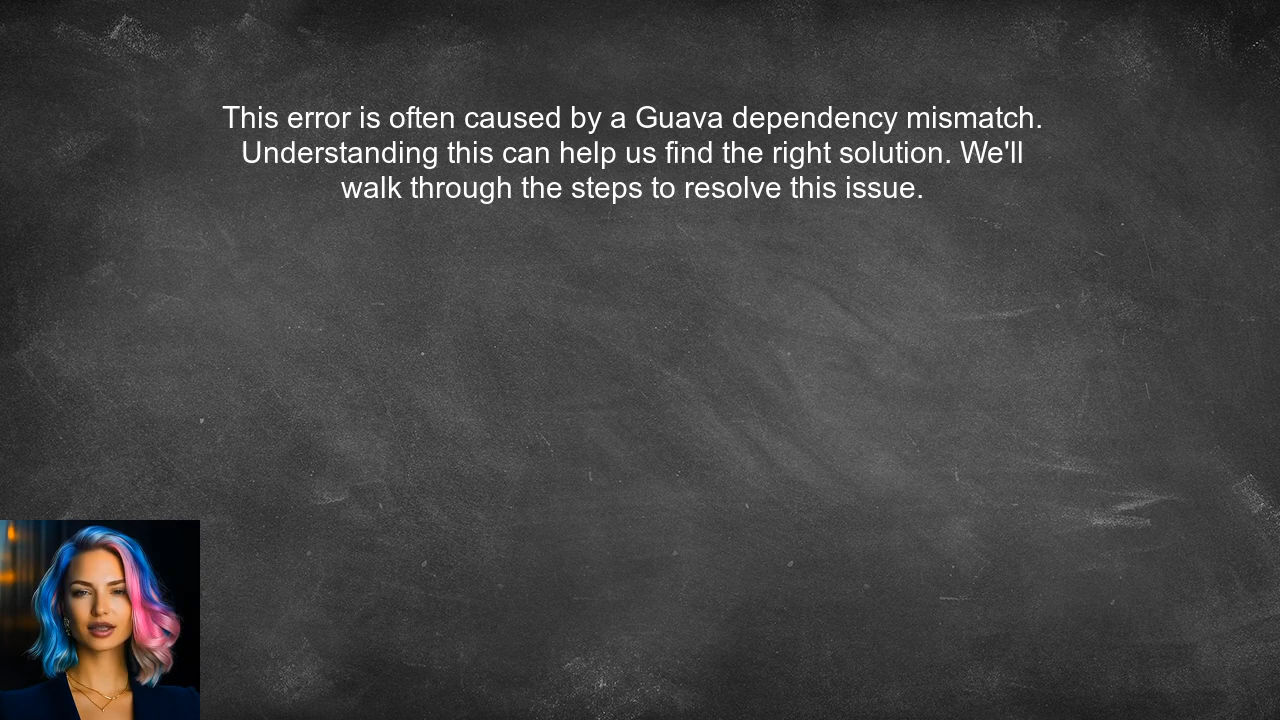 This error is often caused by a Guava dependency mismatch.
Understanding this can help us find the right solution. We'll
walk through the steps to resolve this issue.